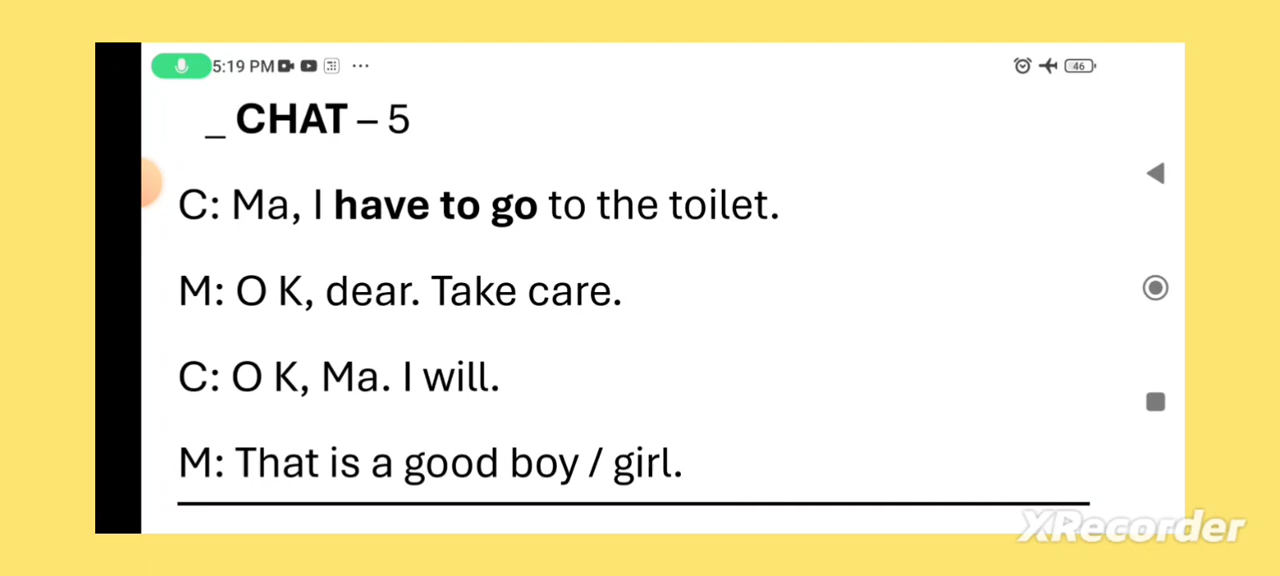 5:19 PM
46
_ CHAT – 5
C: Ma, I have to go to the toilet.
M: O K, dear. Take care.
C: O K, Ma. I will.
M: That is a good boy / girl.
XRecorder